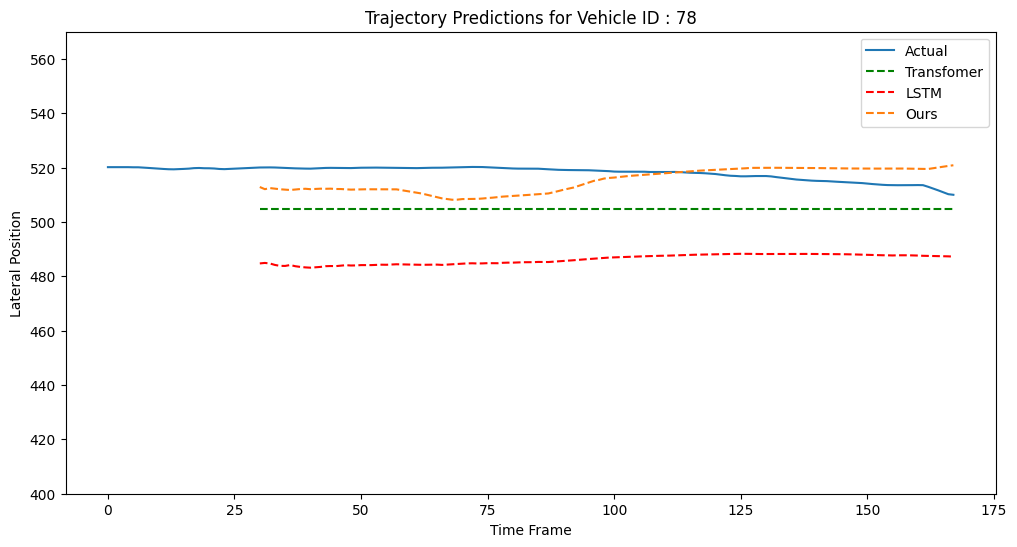 Trajectory Predictions for Vehicle ID : 78
Actual
Transfomer
LSTM
Ours
Lateral Position
560
540
520
500
480
460
440
420
400
0
25
50
75
100
125
150
175
Time Frame